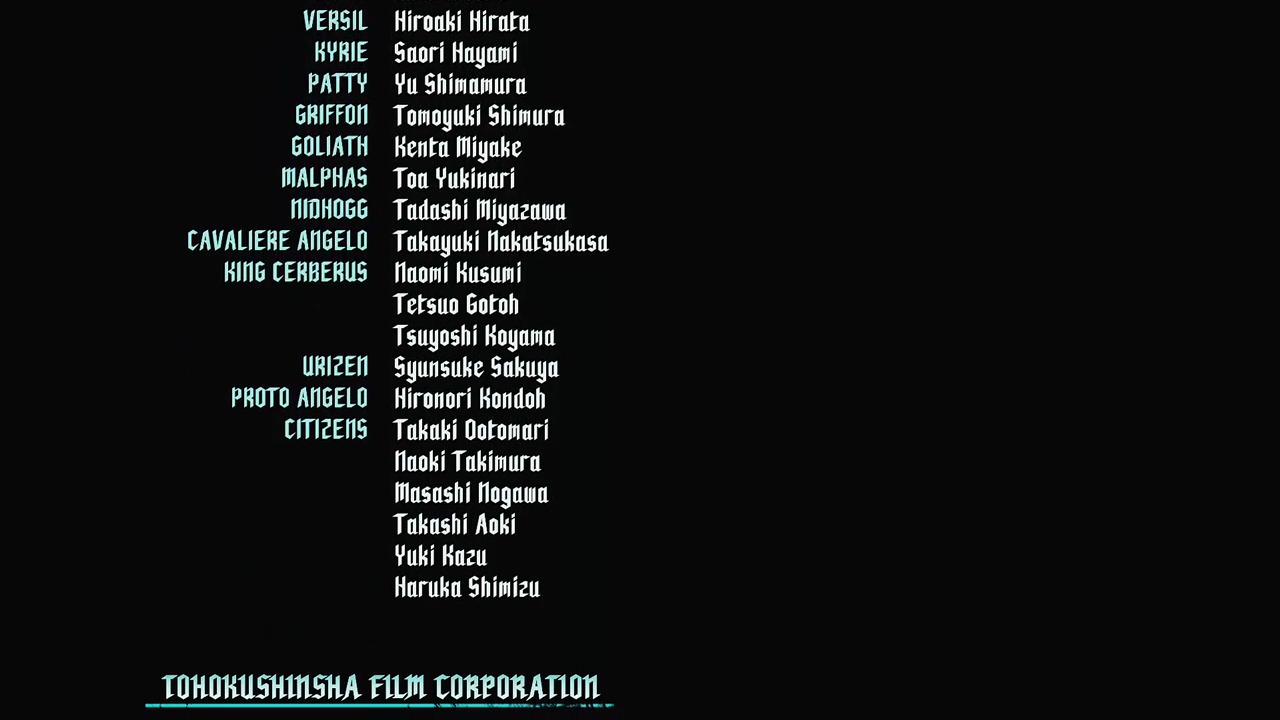 VERSIL Hiroaki Hirata
KYRIE Saori Hayami
PATTY Yu Shimamura
GRIFFON Tomoyuki Shimura
GOLIATH Kenta Miyake
MALPHAS Toa Yukinari
NIDHOGG Tadashi Miyazawa
CAVALIERE ANGELO Takayuki Nakatsukasa
KING CERBERUS Naomi Kusumi
Tetsuo Gotoh
Tsuyoshi Koyama
URIZEN Syunsuke Sakuya
PROTO ANGELO Hironori Kondoh
CITIZENS Takaki Ootomari
Naoki Takimura
Masashi Nogawa
Takashi Aoki
Yuki Kazu
Haruka Shimizu
TOHOKUSHINSHA FILM CORPORATION